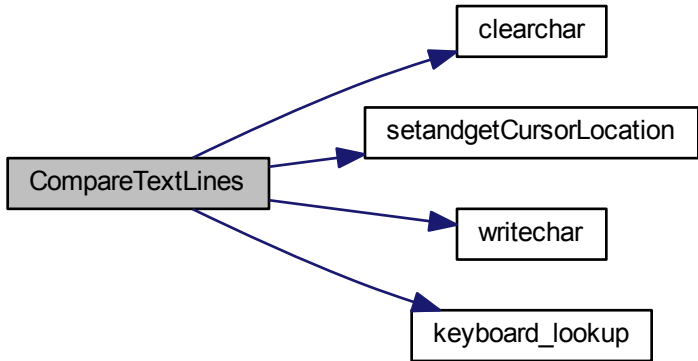 clearchar
setandgetCursorLocation
CompareTextLines
writechar
keyboard_lookup